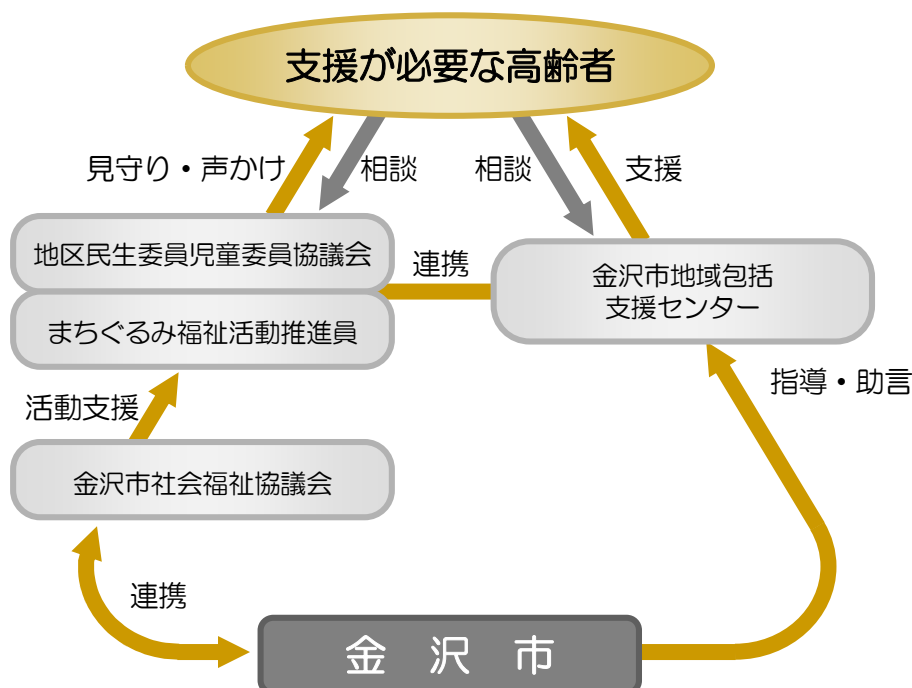 支援が必要な高齢者
見守り・声かけ
相談
相談
支援
地区民生委員児童委員協議会
連携
金沢市地域包括
支援センター
まちぐるみ福祉活動推進員
指導・助言
活動支援
金沢市社会福祉協議会
連携
金沢市